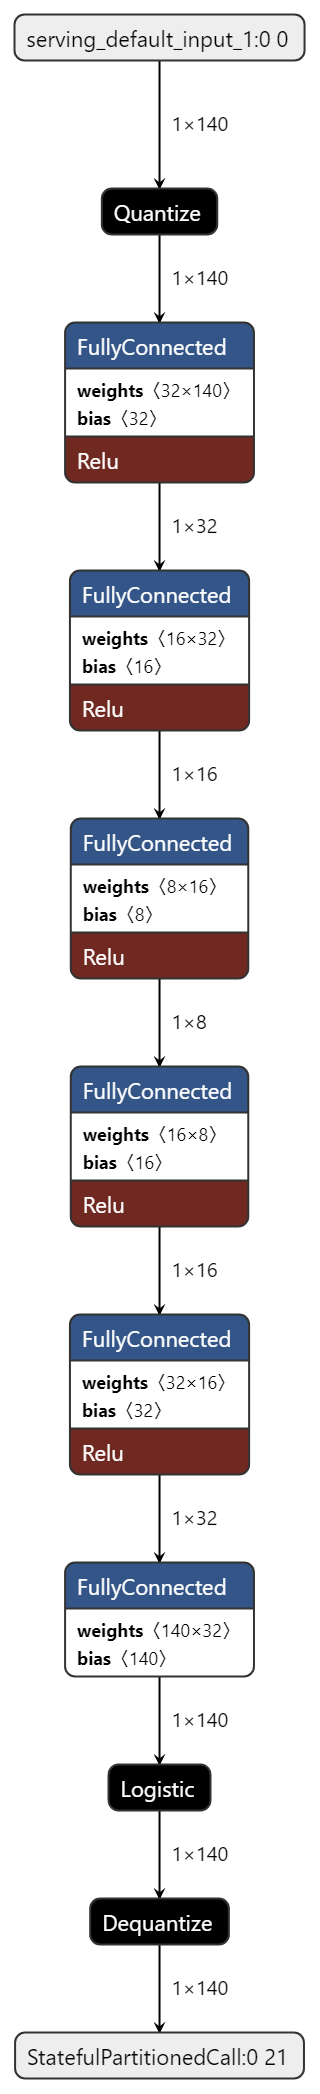 serving_default_input_1:0 0
1×140
Quantize
1×140
FullyConnected
weights〈32×140〉
bias〈32〉
Relu
1×32
FullyConnected
weights〈16×32〉
bias〈16〉
Relu
1×16
FullyConnected
weights〈8×16〉
bias〈8〉
Relu
1×8
FullyConnected
weights〈16×8〉
bias〈16〉
Relu
1×16
FullyConnected
weights〈32×16〉
bias〈32〉
Relu
1×32
FullyConnected
weights〈140×32〉
bias〈140〉
1×140
Logistic
1×140
Dequantize
1×140
StatefulPartitionedCall:0 21